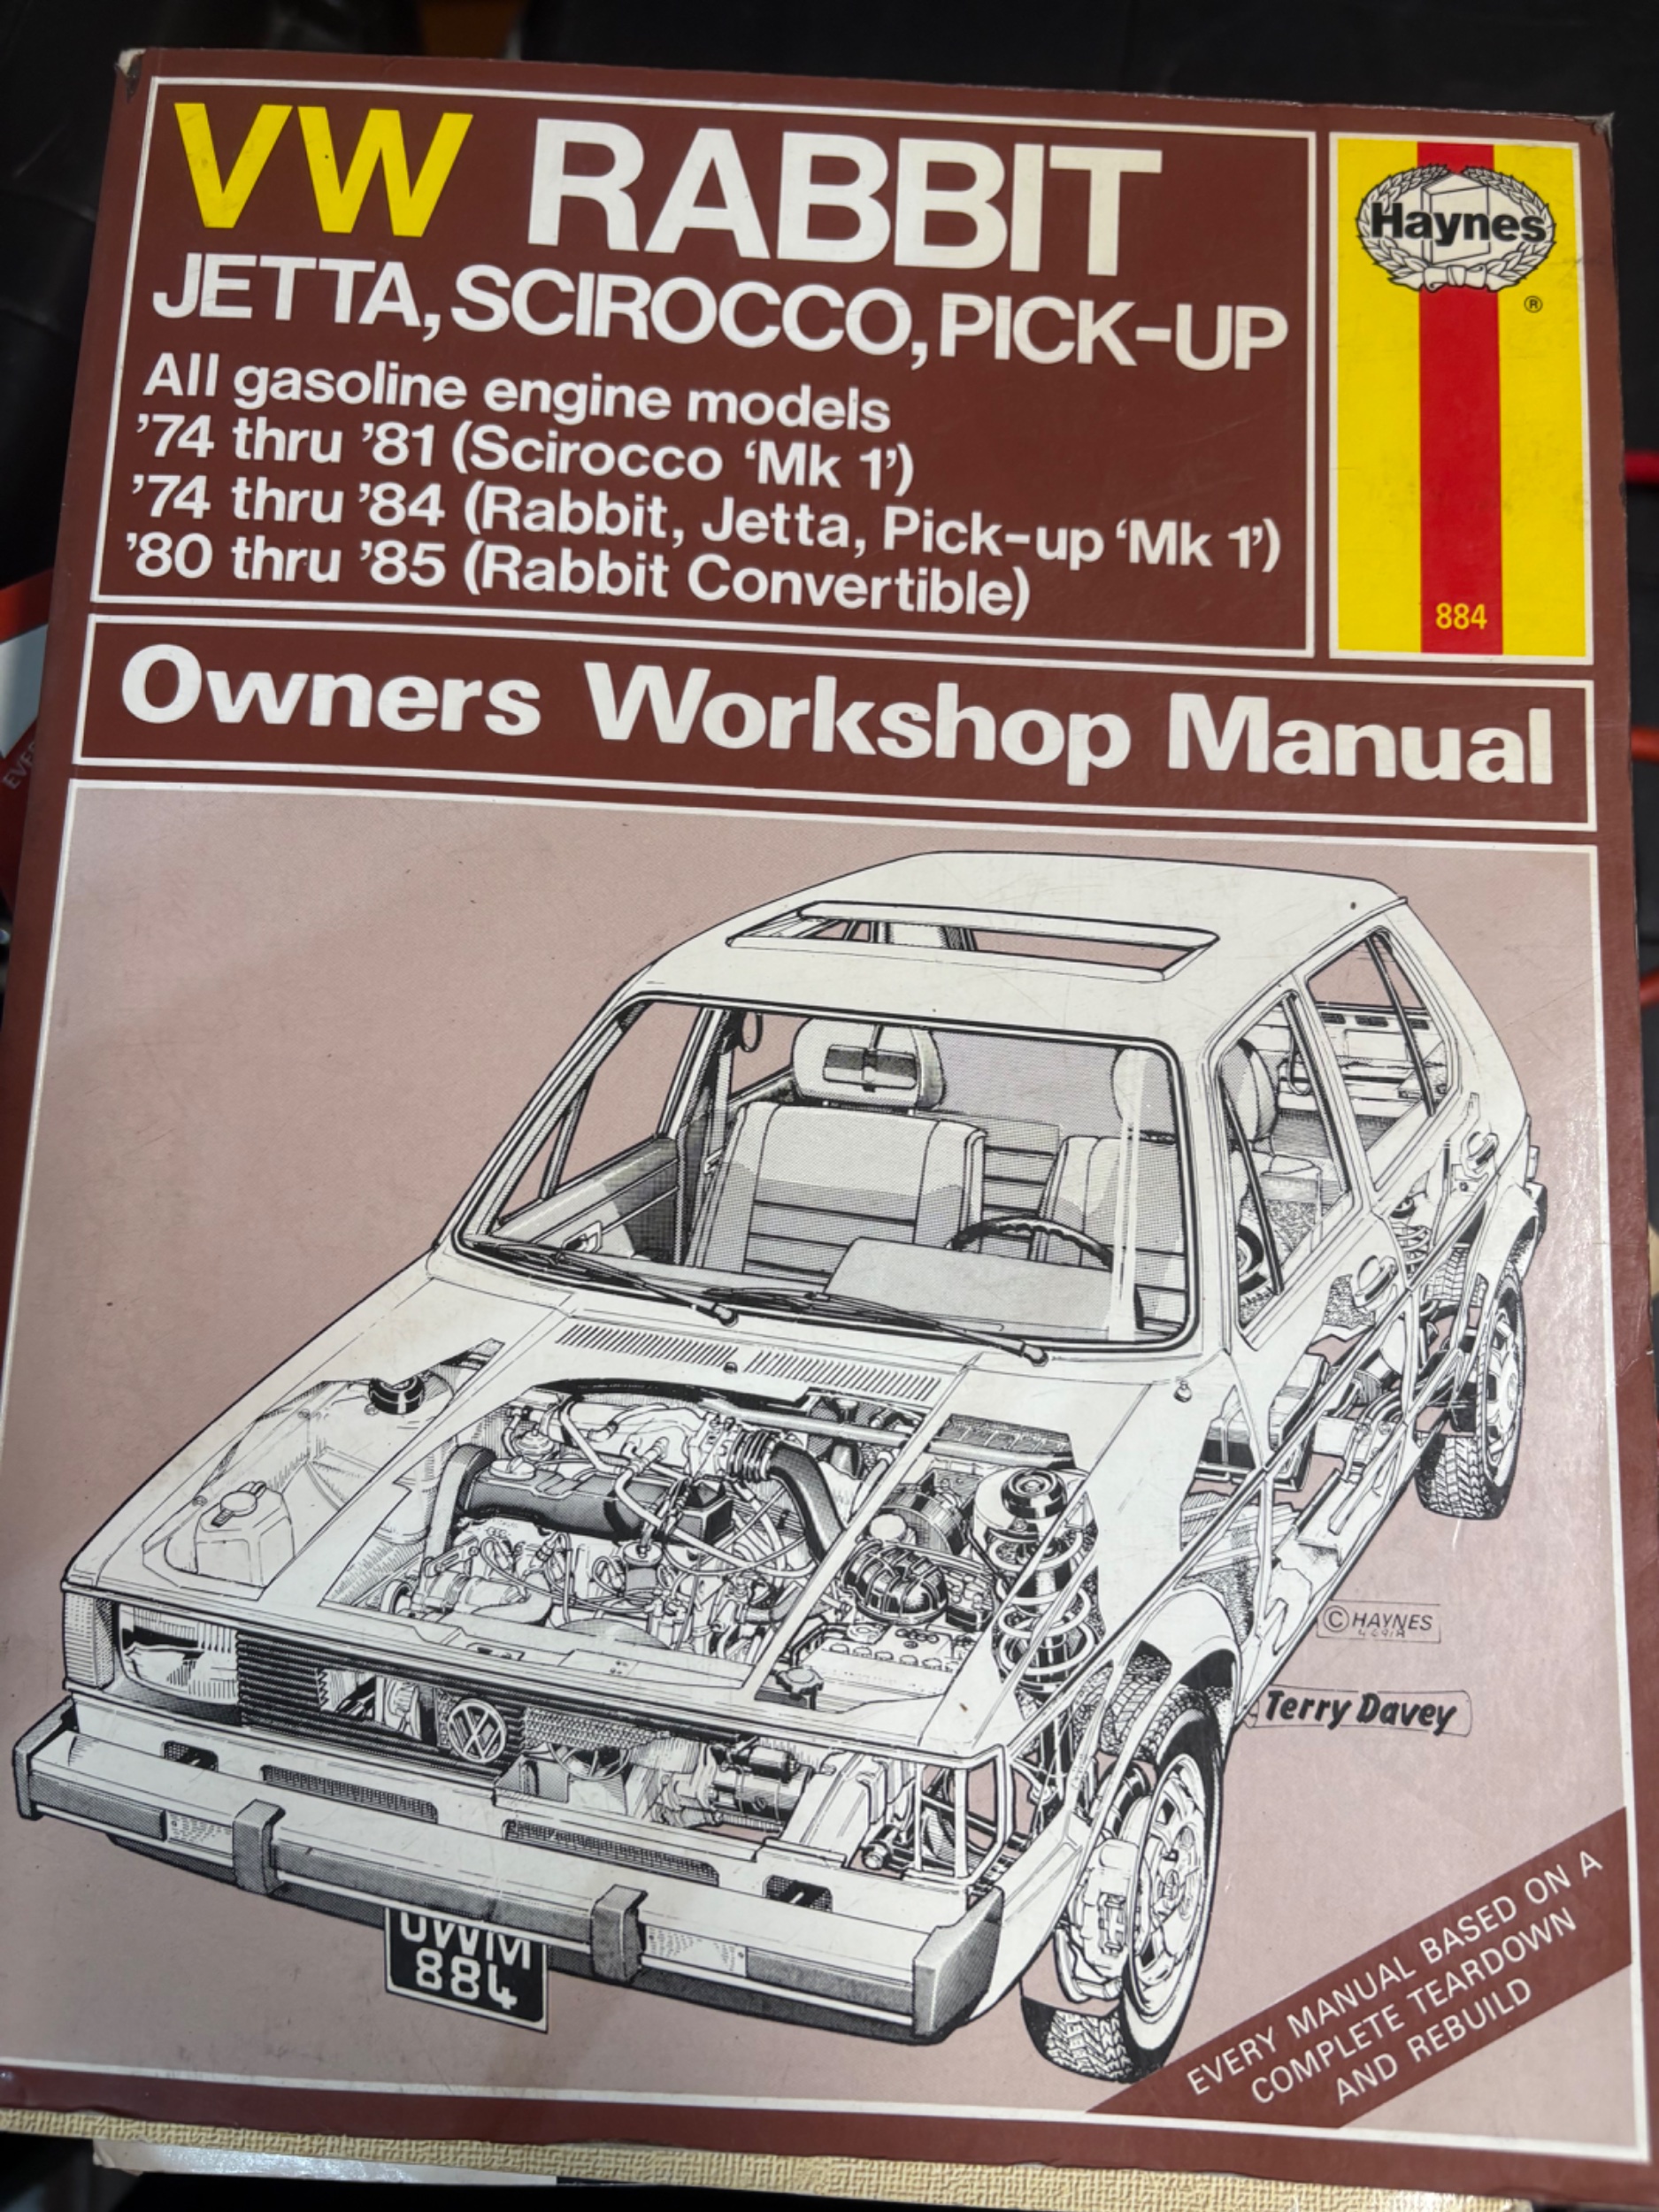 VW RABBIT
JETTA, SCIROCCO, PICK-UP
All gasoline engine models
'74 thru '81 (Scirocco 'Mk 1')
'74 thru '84 (Rabbit, Jetta, Pick-up 'Mk 1')
'80 thru '85 (Rabbit Convertible)
Haynes
®
884
Owners Workshop Manual
© HAYNES
Terry Davey
OWM
884
EVERY MANUAL BASED ON A
COMPLETE TEARDOWN
AND REBUILD